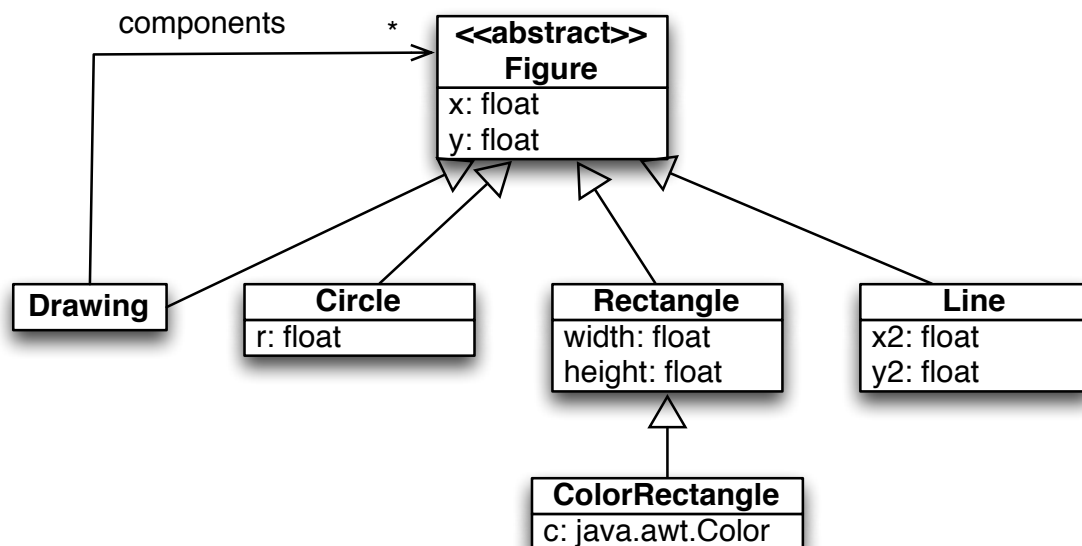 components
*
<<abstract>>
Figure
x: float
y: float
Drawing
Circle
r: float
Rectangle
width: float
height: float
Line
x2: float
y2: float
ColorRectangle
c: java.awt.Color